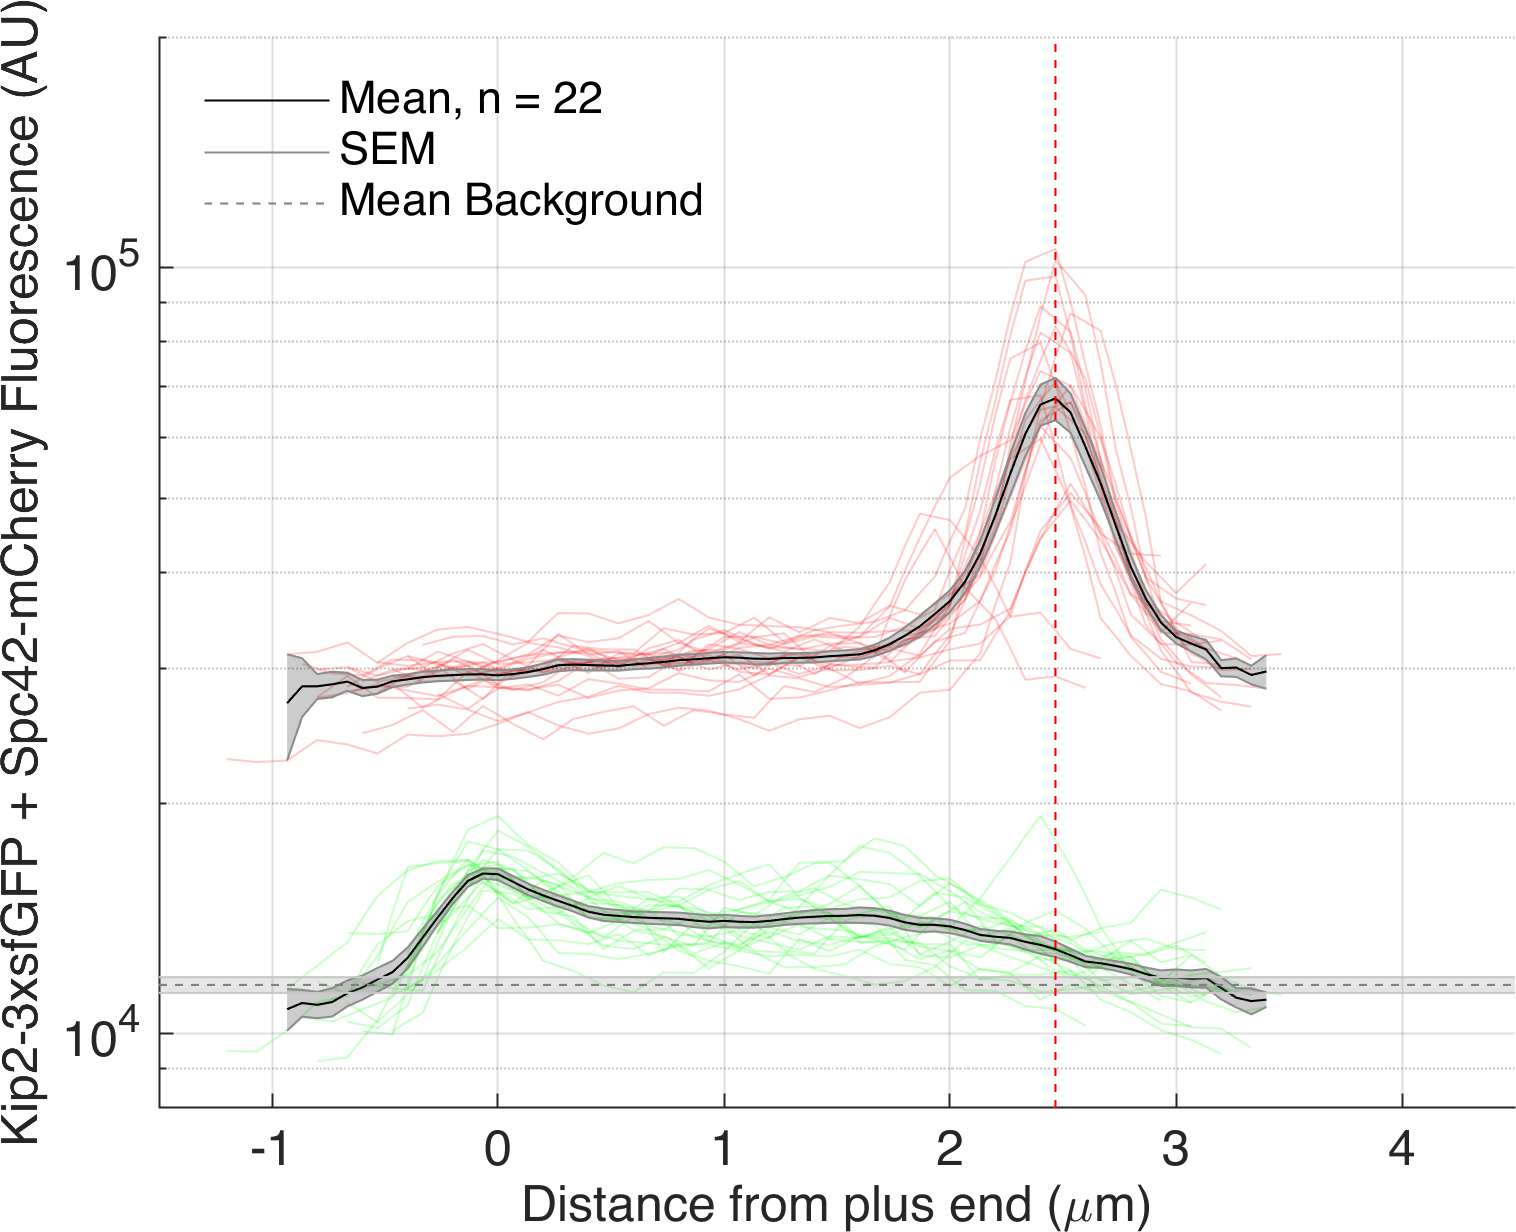 Kip2-3xsfGFP + Spc42-mCherry Fluorescence (AU)
Mean, n = 22
SEM
Mean Background
10^5
10^4
-1 0 1 2 3 4
Distance from plus end (μm)